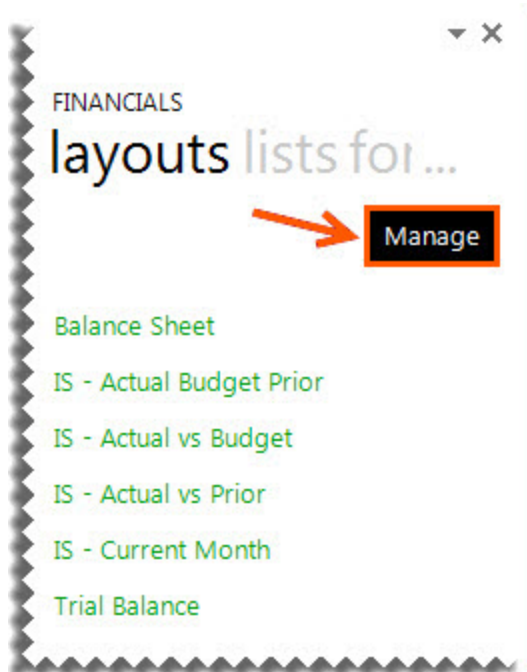 FINANCIALS
layouts lists for...
Manage
Balance Sheet
IS - Actual Budget Prior
IS - Actual vs Budget
IS - Actual vs Prior
IS - Current Month
Trial Balance